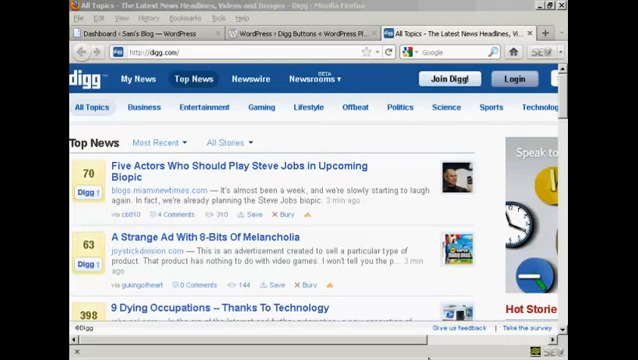 All Topics - The Latest News Headlines, Videos and Images - Digg - Mozilla Firefox
File Edit View History Bookmarks Tools Help
Dashboard ‹ Sam's Blog — WordPress
WordPress › Digg Buttons « WordPress Pl...
All Topics - The Latest News Headlines, Vi...
http://digg.com/
Google
digg
My News
Top News
Newswire
Newsrooms
BETA
Join Digg!
Login
All Topics
Business
Entertainment
Gaming
Lifestyle
Offbeat
Politics
Science
Sports
Technolog
Top News
Most Recent
All Stories
70
Digg
Five Actors Who Should Play Steve Jobs in Upcoming
Biopic
blogs.miaminewtimes.com — It's almost been a week, and we're slowly starting to laugh
again. In fact, we're already planning the Steve Jobs biopic. 3 min ago
via cb810 4 Comments 310 Save Bury
63
Digg
A Strange Ad With 8-Bits Of Melancholia
joystickdivision.com — This is an advertisement created to sell a particular type of
product. That product has nothing to do with video games. I won't tell you the p... 3 min
ago
via gukingofheart 0 Comments 144 Save Bury
398
9 Dying Occupations -- Thanks To Technology
Speak to
Hot Storie
©Digg
Give us feedback
Take the survey